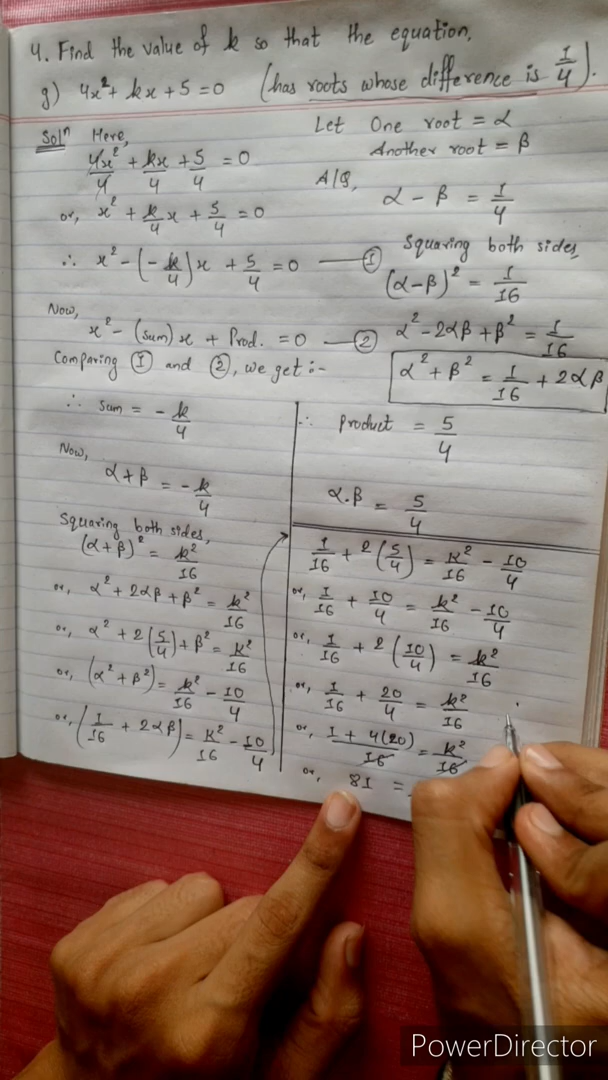 4. Find the value of k so that the equation,
g) 4x² + kx + 5 = 0 (has roots whose difference is 1/4).
Solⁿ Here,
4x²/4 + kx/4 + 5/4 = 0
or, x² + k/4 x + 5/4 = 0
∴ x² - (-k/4)x + 5/4 = 0 — ①
Now,
x² - (sum)x + Prod. = 0 — ②
Comparing ① and ②, we get :-
Let One root = α
Another root = β
A/Q,
α - β = 1/4
Squaring both sides,
(α-β)² = 1/16
α² - 2αβ + β² = 1/16
α² + β² = 1/16 + 2αβ
∴ sum = -k/4
Now,
α + β = -k/4
Squaring both sides,
(α+β)² = k²/16
or, α² + 2αβ + β² = k²/16
or, α² + 2(5/4) + β² = k²/16
or, (α² + β²) = k²/16 - 10/4
or, (1/16 + 2αβ) = k²/16 - 10/4
∴ Product = 5/4
α.β = 5/4
1/16 + 2(5/4) = k²/16 - 10/4
or, 1/16 + 10/4 = k²/16 - 10/4
or, 1/16 + 2(10/4) = k²/16
or, 1/16 + 20/4 = k²/16
or, 1 + 4(20)/16 = k²/16
or, 81 =
PowerDirector